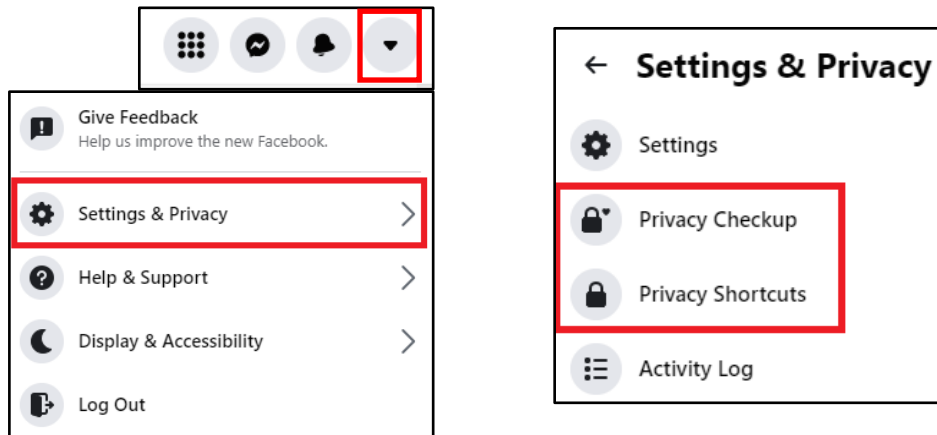 Give Feedback
Help us improve the new Facebook.
Settings & Privacy
Help & Support
Display & Accessibility
Log Out
Settings & Privacy
Settings
Privacy Checkup
Privacy Shortcuts
Activity Log